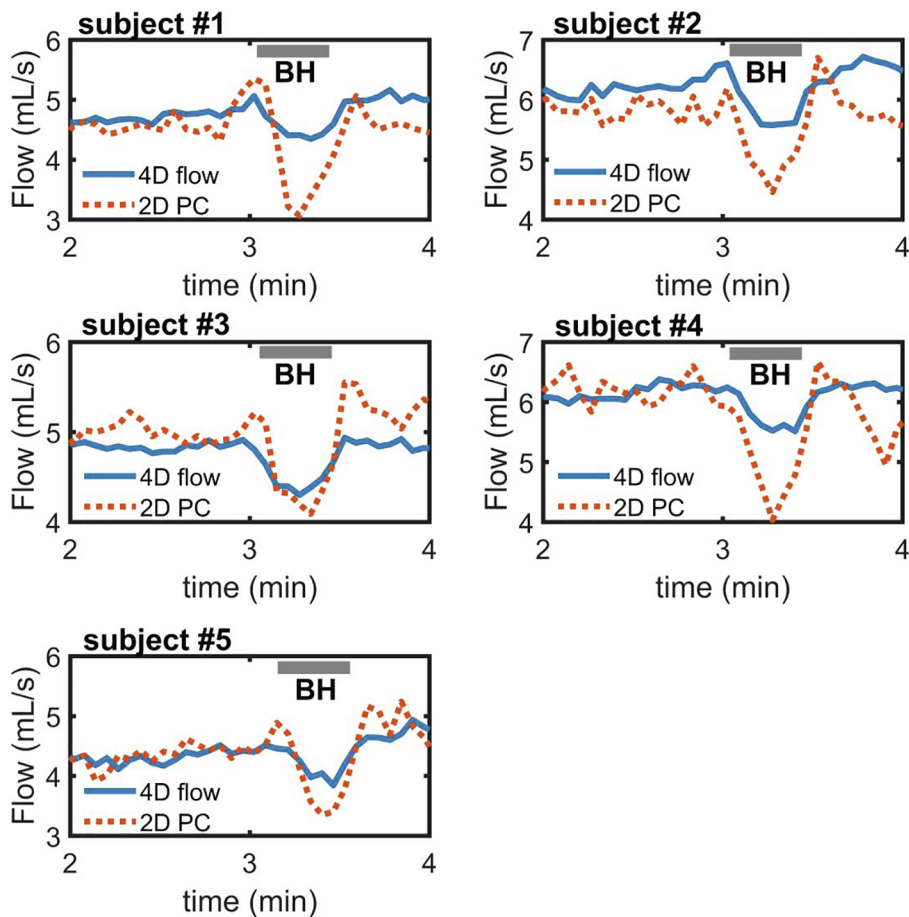 subject #1
6
5
4
3
Flow (mL/s)
BH
4D flow
2D PC
2 3 4
time (min)
subject #2
7
6
5
4
Flow (mL/s)
BH
4D flow
2D PC
2 3 4
time (min)
subject #3
6
5
4
Flow (mL/s)
BH
4D flow
2D PC
2 3 4
time (min)
subject #4
7
6
5
4
Flow (mL/s)
BH
4D flow
2D PC
2 3 4
time (min)
subject #5
6
5
4
3
Flow (mL/s)
BH
4D flow
2D PC
2 3 4
time (min)